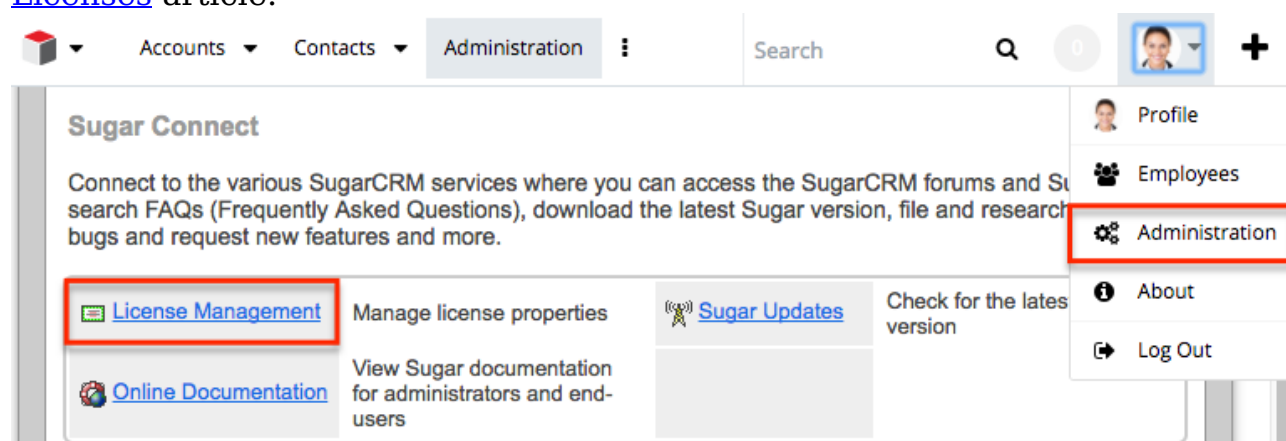 Licenses article.
Accounts Contacts Administration Search 0
Profile
Employees
Administration
About
Log Out
Sugar Connect
Connect to the various SugarCRM services where you can access the SugarCRM forums and
search FAQs (Frequently Asked Questions), download the latest Sugar version, file and research
bugs and request new features and more.
License Management Manage license properties
Sugar Updates Check for the
version
Online Documentation View Sugar documentation
for administrators and end-
users